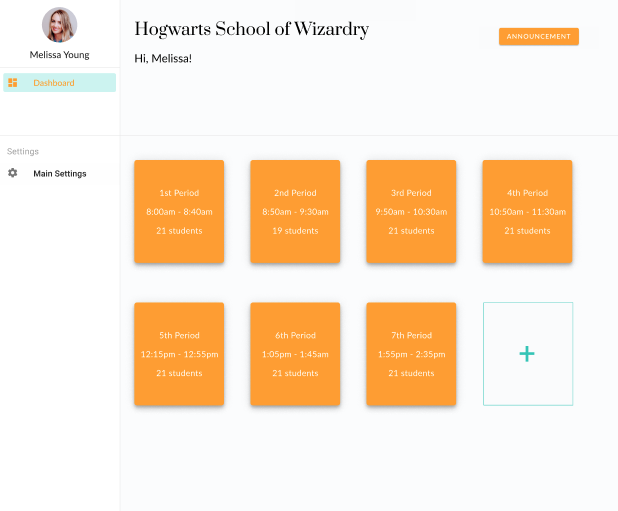 Hogwarts School of Wizardry
ANNOUNCEMENT
Melissa Young
Hi, Melissa!
Dashboard
Settings
Main Settings
1st Period
8:00am - 8:40am
21 students
2nd Period
8:50am - 9:30am
19 students
3rd Period
9:50am - 10:30am
21 students
4th Period
10:50am - 11:30am
21 students
5th Period
12:15pm - 12:55pm
21 students
6th Period
1:05pm - 1:45am
21 students
7th Period
1:55pm - 2:35pm
21 students
+